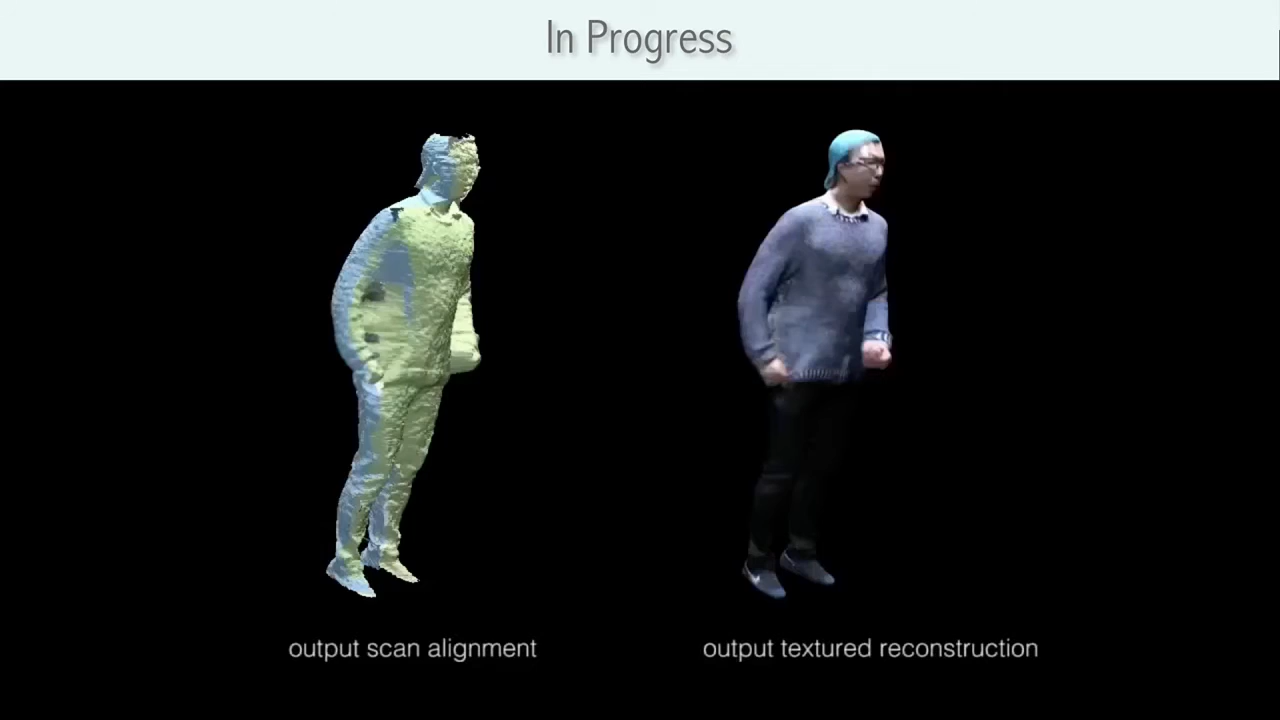 In Progress
output scan alignment
output textured reconstruction